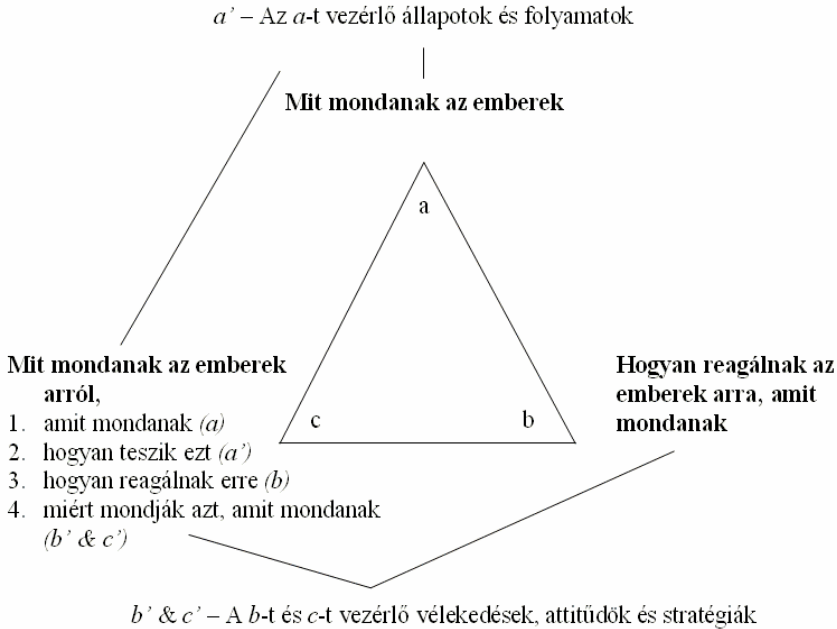 a’ – Az a-t vezérlő állapotok és folyamatok
Mit mondanak az emberek
a
Mit mondanak az emberek
arról,
1. amit mondanak (a)
2. hogyan teszik ezt (a’)
3. hogyan reagálnak erre (b)
4. miért mondják azt, amit mondanak
(b’ & c’)
c
b
Hogyan reagálnak az
emberek arra, amit
mondanak
b’ & c’ – A b-t és c-t vezérlő vélekedések, attitűdök és stratégiák